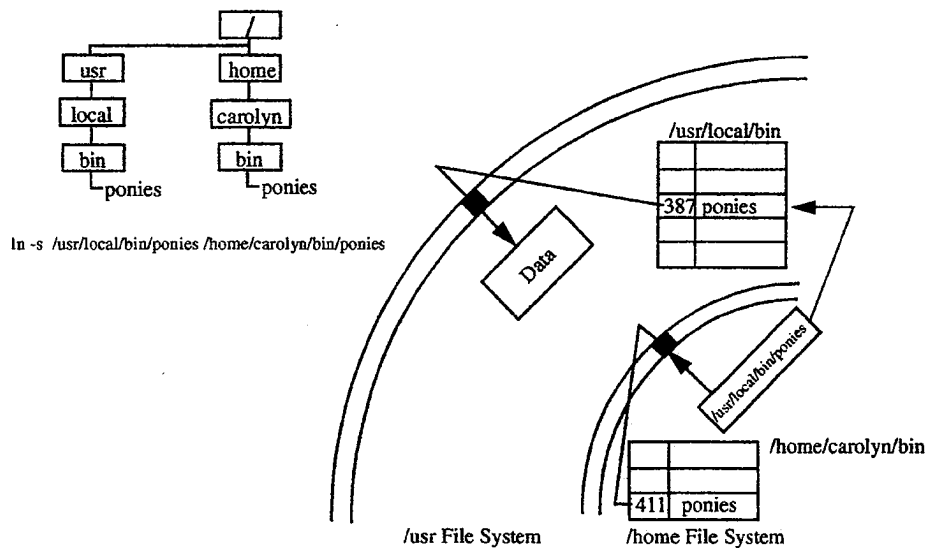 /
usr
home
local
carolyn
bin
bin
ponies
ponies
ln -s /usr/local/bin/ponies /home/carolyn/bin/ponies
/usr/local/bin
387 ponies
Data
/usr/local/bin/ponies
/home/carolyn/bin
411 ponies
/usr File System
/home File System